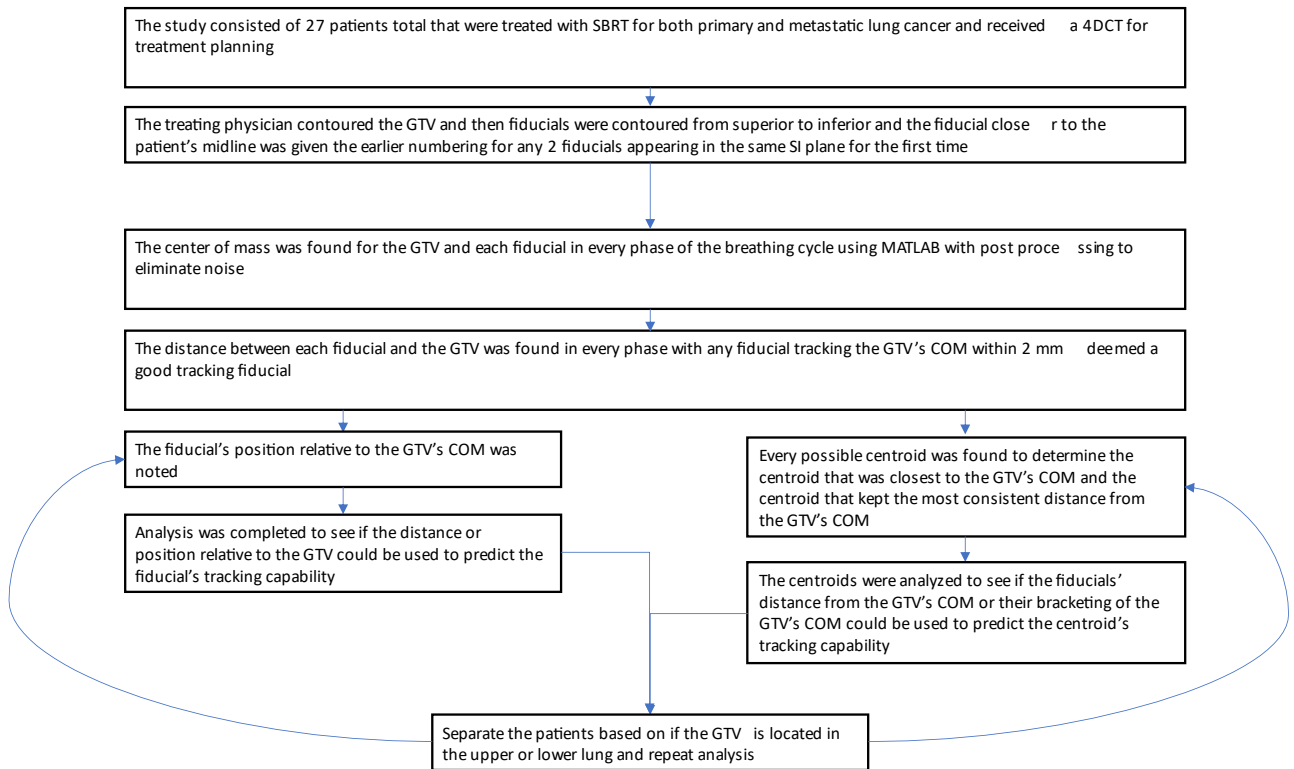 The study consisted of 27 patients total that were treated with SBRT for both primary and metastatic lung cancer and received a 4DCT for
treatment planning
The treating physician contoured the GTV and then fiducials were contoured from superior to inferior and the fiducial close r to the
patient's midline was given the earlier numbering for any 2 fiducials appearing in the same SI plane for the first time
The center of mass was found for the GTV and each fiducial in every phase of the breathing cycle using MATLAB with post proce ssing to
eliminate noise
The distance between each fiducial and the GTV was found in every phase with any fiducial tracking the GTV's COM within 2 mm deemed a
good tracking fiducial
The fiducial's position relative to the GTV's COM was
noted
Analysis was completed to see if the distance or
position relative to the GTV could be used to predict the
fiducial's tracking capability
Every possible centroid was found to determine the
centroid that was closest to the GTV's COM and the
centroid that kept the most consistent distance from
the GTV's COM
The centroids were analyzed to see if the fiducials'
distance from the GTV's COM or their bracketing of the
GTV's COM could be used to predict the centroid's
tracking capability
Separate the patients based on if the GTV is located in
the upper or lower lung and repeat analysis